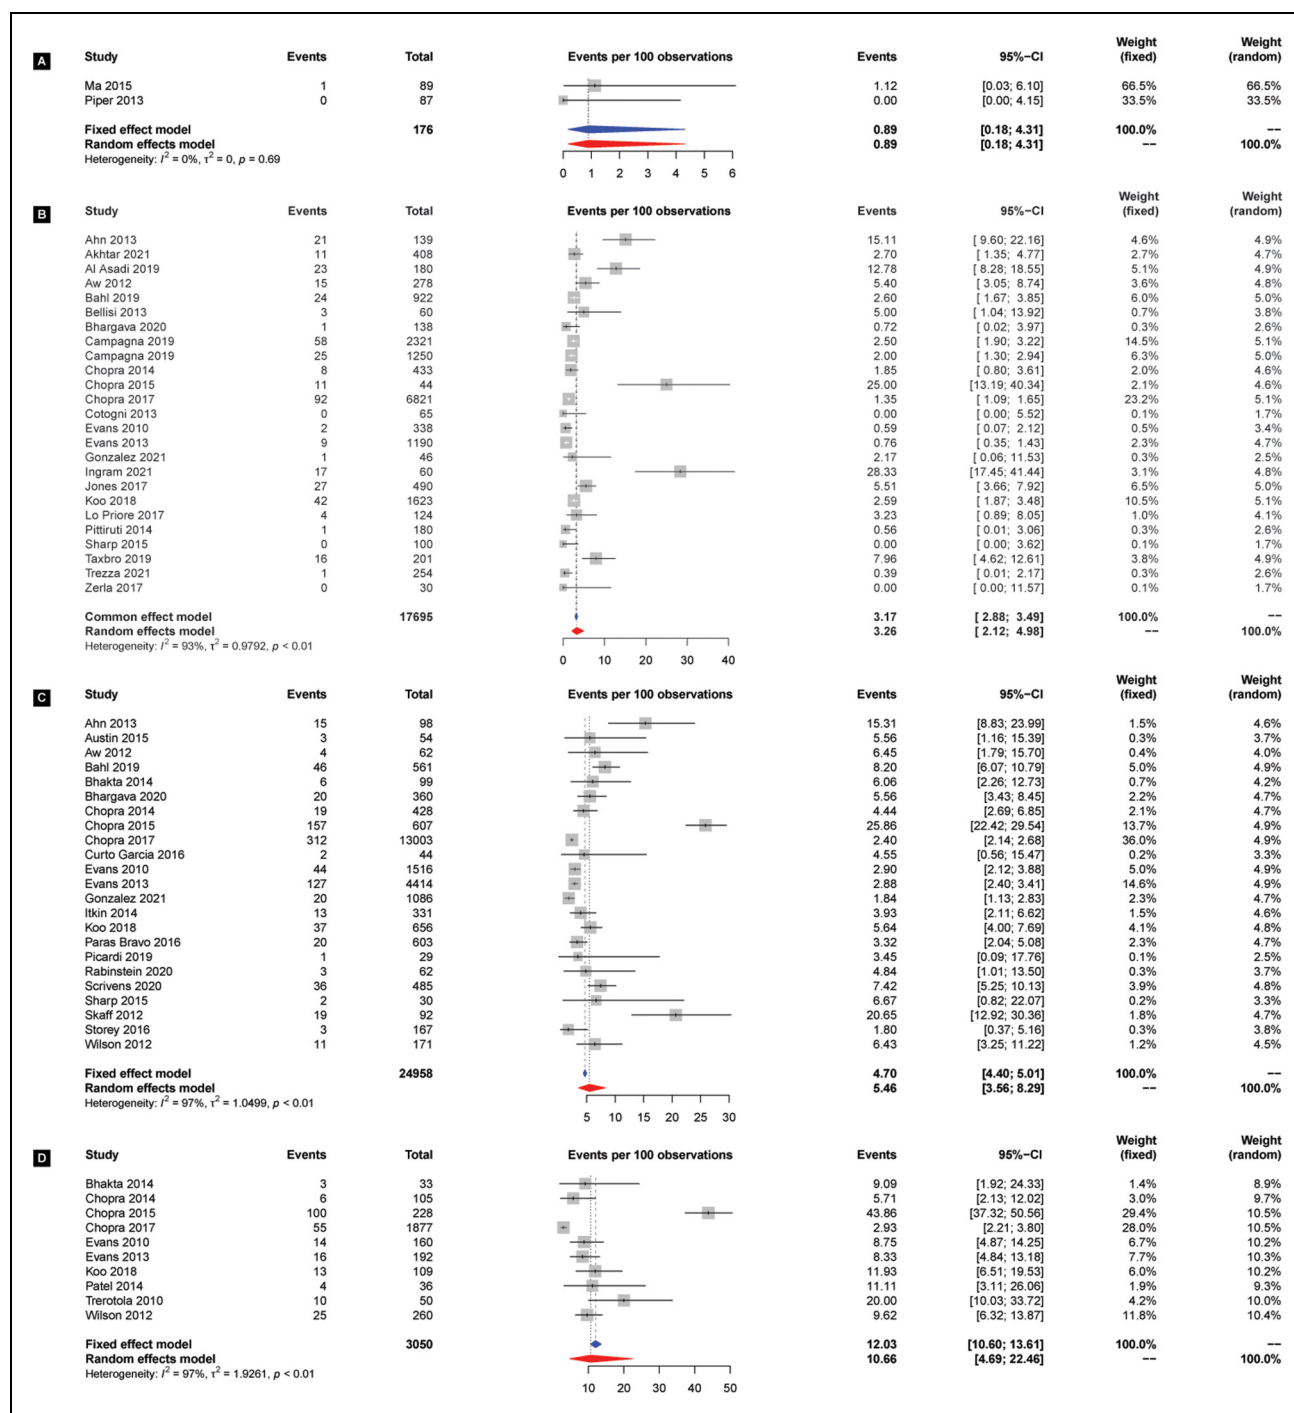 A Study Events Total Events per 100 observations Events 95%−CI Weight (fixed) Weight (random)
Ma 2015 1 89 1.12 [0.03; 6.10] 66.5% 66.5%
Piper 2013 0 87 0.00 [0.00; 4.15] 33.5% 33.5%
Fixed effect model 176 0.89 [0.18; 4.31] 100.0% −−
Random effects model 0.89 [0.18; 4.31] −− 100.0%
Heterogeneity: I² = 0%, τ² = 0, p = 0.69
0 1 2 3 4 5 6
B Study Events Total Events per 100 observations Events 95%−CI Weight (fixed) Weight (random)
Ahn 2013 21 139 15.11 [ 9.60; 22.16] 4.6% 4.9%
Akhtar 2021 11 408 2.70 [ 1.35; 4.77] 2.7% 4.7%
Al Asadi 2019 23 180 12.78 [ 8.28; 18.55] 5.1% 4.9%
Aw 2012 15 278 5.40 [ 3.05; 8.74] 3.6% 4.8%
Bahl 2019 24 922 2.60 [ 1.67; 3.85] 6.0% 5.0%
Bellisi 2013 3 60 5.00 [ 1.04; 13.92] 0.7% 3.8%
Bhargava 2020 1 138 0.72 [ 0.02; 3.97] 0.3% 2.6%
Campagna 2019 58 2321 2.50 [ 1.90; 3.22] 14.5% 5.1%
Campagna 2019 25 1250 2.00 [ 1.30; 2.94] 6.3% 5.0%
Chopra 2014 8 433 1.85 [ 0.80; 3.61] 2.0% 4.6%
Chopra 2015 11 44 25.00 [13.19; 40.34] 2.1% 4.6%
Chopra 2017 92 6821 1.35 [ 1.09; 1.65] 23.2% 5.1%
Cotogni 2013 0 65 0.00 [ 0.00; 5.52] 0.1% 1.7%
Evans 2010 2 338 0.59 [ 0.07; 2.12] 0.5% 3.4%
Evans 2013 9 1190 0.76 [ 0.35; 1.43] 2.3% 4.7%
Gonzalez 2021 1 46 2.17 [ 0.06; 11.53] 0.3% 2.5%
Ingram 2021 17 60 28.33 [17.45; 41.44] 3.1% 4.8%
Jones 2017 27 490 5.51 [ 3.66; 7.92] 6.5% 5.0%
Koo 2018 42 1623 2.59 [ 1.87; 3.48] 10.5% 5.1%
Lo Priore 2017 4 124 3.23 [ 0.89; 8.05] 1.0% 4.1%
Pittiruti 2014 1 180 0.56 [ 0.01; 3.06] 0.3% 2.6%
Sharp 2015 0 100 0.00 [ 0.00; 3.62] 0.1% 1.7%
Taxbro 2019 16 201 7.96 [ 4.62; 12.61] 3.8% 4.9%
Trezza 2021 1 254 0.39 [ 0.01; 2.17] 0.3% 2.6%
Zerla 2017 0 30 0.00 [ 0.00; 11.57] 0.1% 1.7%
Common effect model 17695 3.17 [ 2.88; 3.49] 100.0% −−
Random effects model 3.26 [ 2.12; 4.98] −− 100.0%
Heterogeneity: I² = 93%, τ² = 0.9792, p < 0.01
0 10 20 30 40
C Study Events Total Events per 100 observations Events 95%−CI Weight (fixed) Weight (random)
Ahn 2013 15 98 15.31 [8.83; 23.99] 1.5% 4.6%
Austin 2015 3 54 5.56 [1.16; 15.39] 0.3% 3.7%
Aw 2012 4 62 6.45 [1.79; 15.70] 0.4% 4.0%
Bahl 2019 46 561 8.20 [6.07; 10.79] 5.0% 4.9%
Bhakta 2014 6 99 6.06 [2.26; 12.73] 0.7% 4.2%
Bhargava 2020 20 360 5.56 [3.43; 8.45] 2.2% 4.7%
Chopra 2014 19 428 4.44 [2.69; 6.85] 2.1% 4.7%
Chopra 2015 157 607 25.86 [22.42; 29.54] 13.7% 4.9%
Chopra 2017 312 13003 2.40 [2.14; 2.68] 36.0% 4.9%
Curto Garcia 2016 2 44 4.55 [0.56; 15.47] 0.2% 3.3%
Evans 2010 44 1516 2.90 [2.12; 3.88] 5.0% 4.9%
Evans 2013 127 4414 2.88 [2.40; 3.41] 14.6% 4.9%
Gonzalez 2021 20 1086 1.84 [1.13; 2.83] 2.3% 4.7%
Itkin 2014 13 331 3.93 [2.11; 6.62] 1.5% 4.6%
Koo 2018 37 656 5.64 [4.00; 7.69] 4.1% 4.8%
Paras Bravo 2016 20 603 3.32 [2.04; 5.08] 2.3% 4.7%
Picardi 2019 1 29 3.45 [0.09; 17.76] 0.1% 2.5%
Rabinstein 2020 3 62 4.84 [1.01; 13.50] 0.3% 3.7%
Scrivens 2020 36 485 7.42 [5.25; 10.13] 3.9% 4.8%
Sharp 2015 2 30 6.67 [0.82; 22.07] 0.2% 3.3%
Skaff 2012 19 92 20.65 [12.92; 30.36] 1.8% 4.7%
Storey 2016 3 167 1.80 [0.37; 5.16] 0.3% 3.8%
Wilson 2012 11 171 6.43 [3.25; 11.22] 1.2% 4.5%
Fixed effect model 24958 4.70 [4.40; 5.01] 100.0% −−
Random effects model 5.46 [3.56; 8.29] −− 100.0%
Heterogeneity: I² = 97%, τ² = 1.0499, p < 0.01
5 10 15 20 25 30
D Study Events Total Events per 100 observations Events 95%−CI Weight (fixed) Weight (random)
Bhakta 2014 3 33 9.09 [1.92; 24.33] 1.4% 8.9%
Chopra 2014 6 105 5.71 [2.13; 12.02] 3.0% 9.7%
Chopra 2015 100 228 43.86 [37.32; 50.56] 29.4% 10.5%
Chopra 2017 55 1877 2.93 [2.21; 3.80] 28.0% 10.5%
Evans 2010 14 160 8.75 [4.87; 14.25] 6.7% 10.2%
Evans 2013 16 192 8.33 [4.84; 13.18] 7.7% 10.3%
Koo 2018 13 109 11.93 [6.51; 19.53] 6.0% 10.2%
Patel 2014 4 36 11.11 [3.11; 26.06] 1.9% 9.3%
Trerotola 2010 10 50 20.00 [10.03; 33.72] 4.2% 10.0%
Wilson 2012 25 260 9.62 [6.32; 13.87] 11.8% 10.4%
Fixed effect model 3050 12.03 [10.60; 13.61] 100.0% −−
Random effects model 10.66 [4.69; 22.46] −− 100.0%
Heterogeneity: I² = 97%, τ² = 1.9261, p < 0.01
10 20 30 40 50